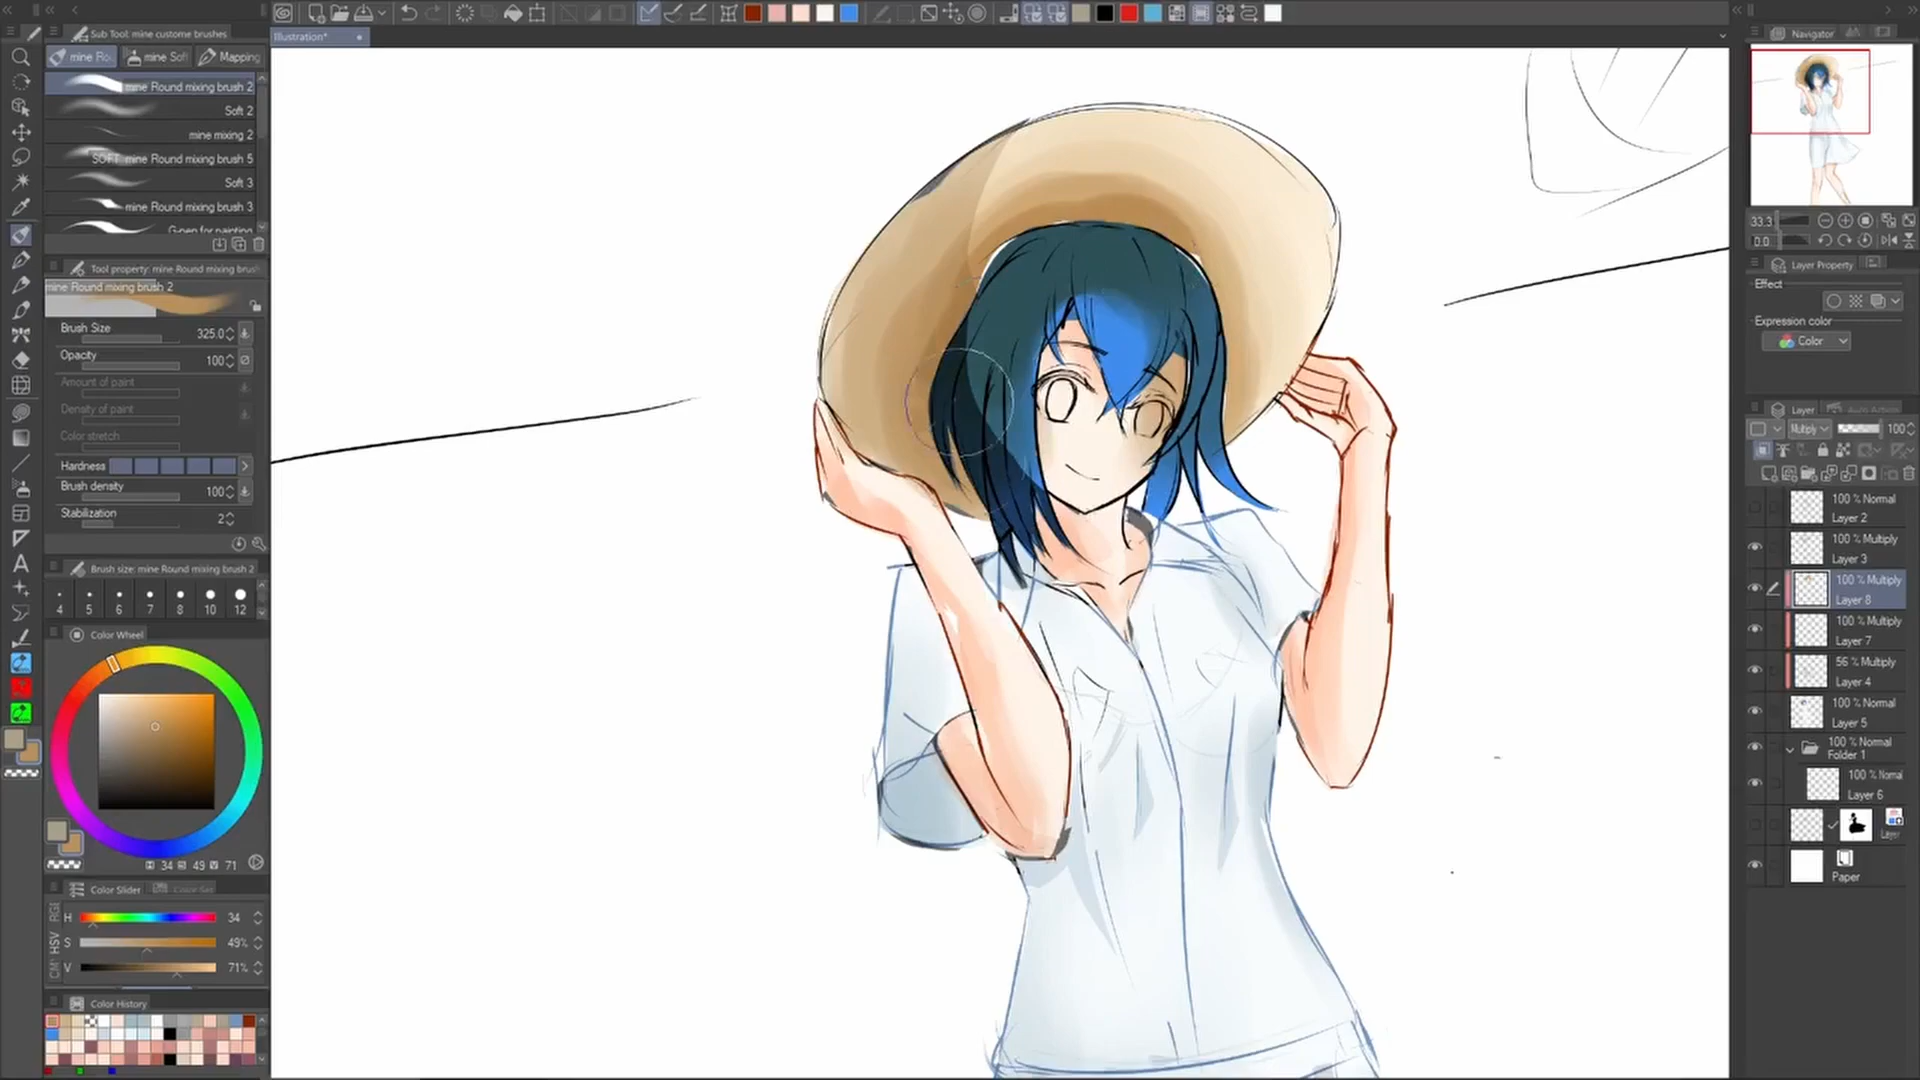 Sub Tool: mine custome brushes
mine Ro
mine Sof
Mapping
mine Round mixing brush 2
Soft 2
mine mixing 2
SOFT mine Round mixing brush 5
Soft 3
mine Round mixing brush 3
G-pen for painting
Tool property: mine Round mixing brus
mine Round mixing brush 2
Brush Size 325.0
Opacity 100
Amount of paint
Density of paint
Color stretch
Hardness
Brush density 100
Stabilization 2
Brush size: mine Round mixing brush 2
4 5 6 7 8 10 12
Color Wheel
H 34 S 49 V 71
Color Slider
Color Set
RGB
HSV
H 34
S 49%
V 71%
Color History
Illustration*
Navigator
33.3
0.0
Layer Property
Effect
Expression color
Color
Layer
Multiply 100
100 % Normal
Layer 2
100 % Multiply
Layer 3
100 % Multiply
Layer 8
100 % Multiply
Layer 7
56 % Multiply
Layer 4
100 % Normal
Layer 5
100 % Normal
Folder 1
100 % Normal
Layer 6
Layer
Paper